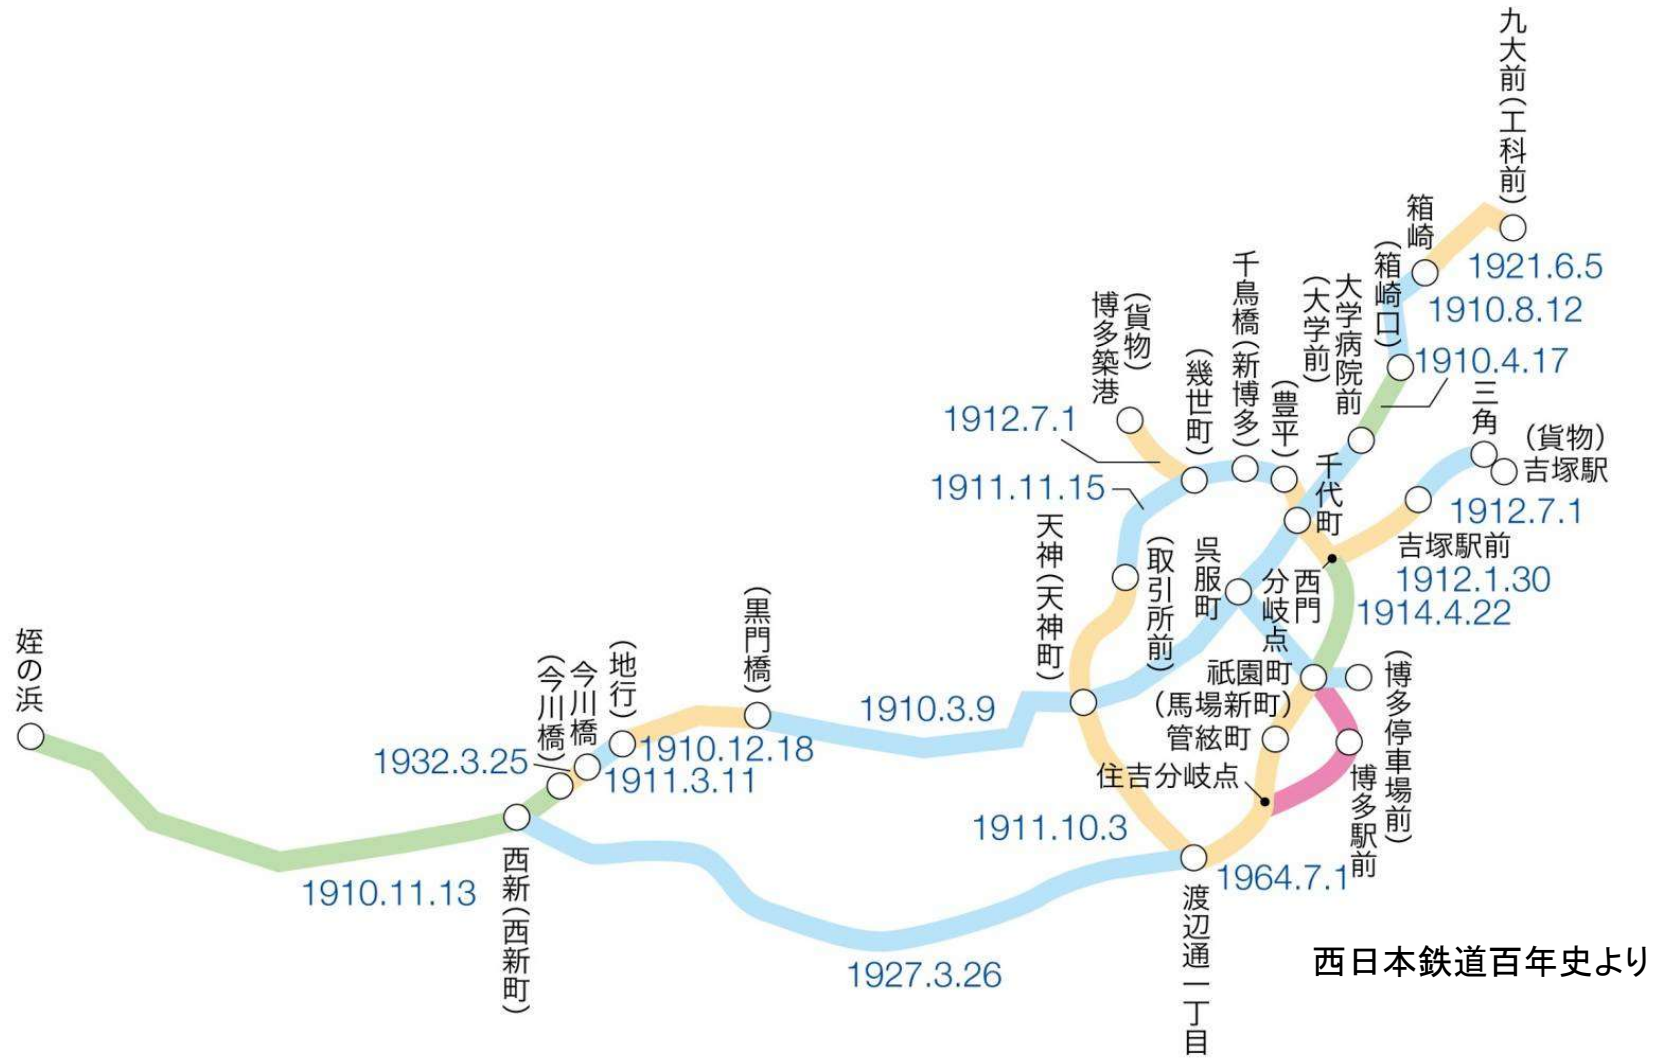 九大前(工科前)
箱崎
1921.6.5
(箱崎口)
1910.8.12
千鳥橋(新博多)
大学病院前
(大学前)
(貨物)
博多築港
(幾世町)
1910.4.17
(豊平)
三角
1912.7.1
(貨物)
吉塚駅
千代町
1911.11.15
1912.7.1
天神(天神町)
(取引所前)
呉服町
西門
分岐点
吉塚駅前
1912.1.30
1914.4.22
姪の浜
(黒門橋)
(地行)
今川橋
(今川橋)
祇園町
(馬場新町)
(博多停車場前)
1910.3.9
管絃町
1910.12.18
1932.3.25
1911.3.11
住吉分岐点
博多駅前
1911.10.3
1964.7.1
1910.11.13
西新(西新町)
渡辺通一丁目
1927.3.26
西日本鉄道百年史より